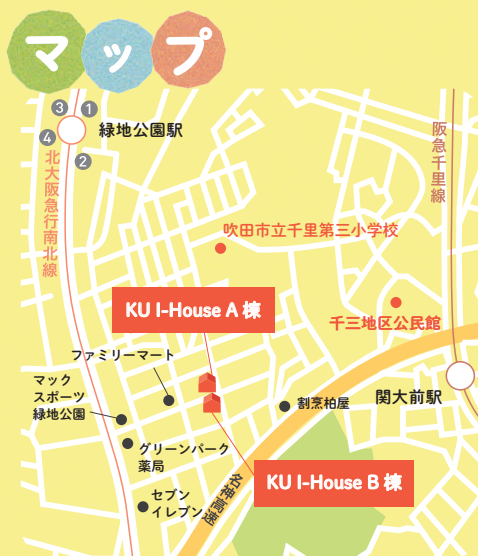 マップ
3
1
4
2
緑地公園駅
北大阪急行南北線
阪急千里線
吹田市立千里第三小学校
千三地区公民館
KU I-House A 棟
ファミリーマート
マック
スポーツ
緑地公園
割烹柏屋
関大前駅
グリーンパーク
薬局
KU I-House B 棟
セブン
イレブン
名神高速